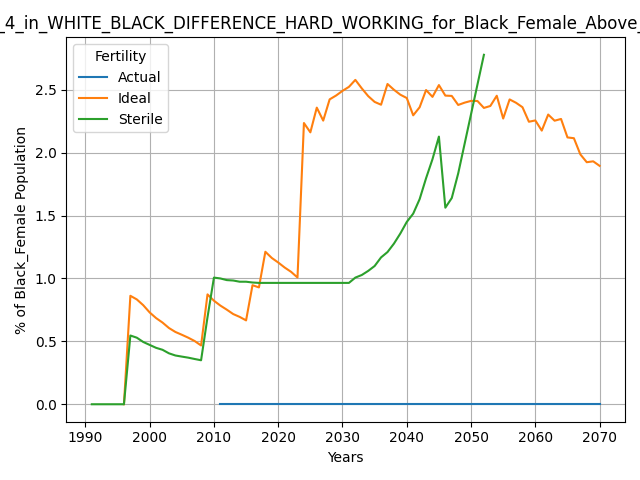 _4_in_WHITE_BLACK_DIFFERENCE_HARD_WORKING_for_Black_Female_Above_
Fertility
Actual
Ideal
Sterile
% of Black_Female Population
2.5
2.0
1.5
1.0
0.5
0.0
1990 2000 2010 2020 2030 2040 2050 2060 2070
Years